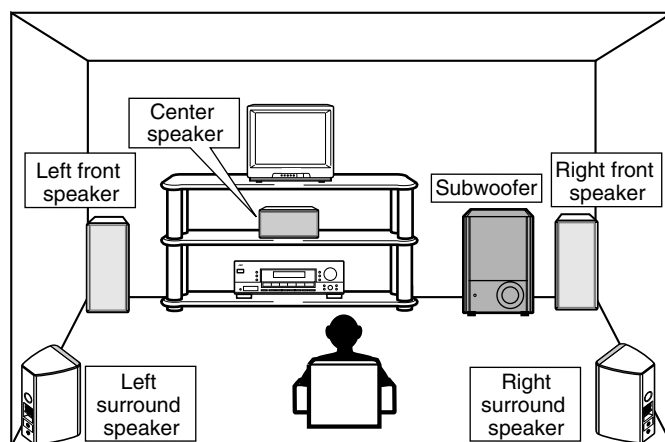 Center
speaker
Left front
speaker
Subwoofer
Right front
speaker
Left
surround
speaker
Right
surround
speaker